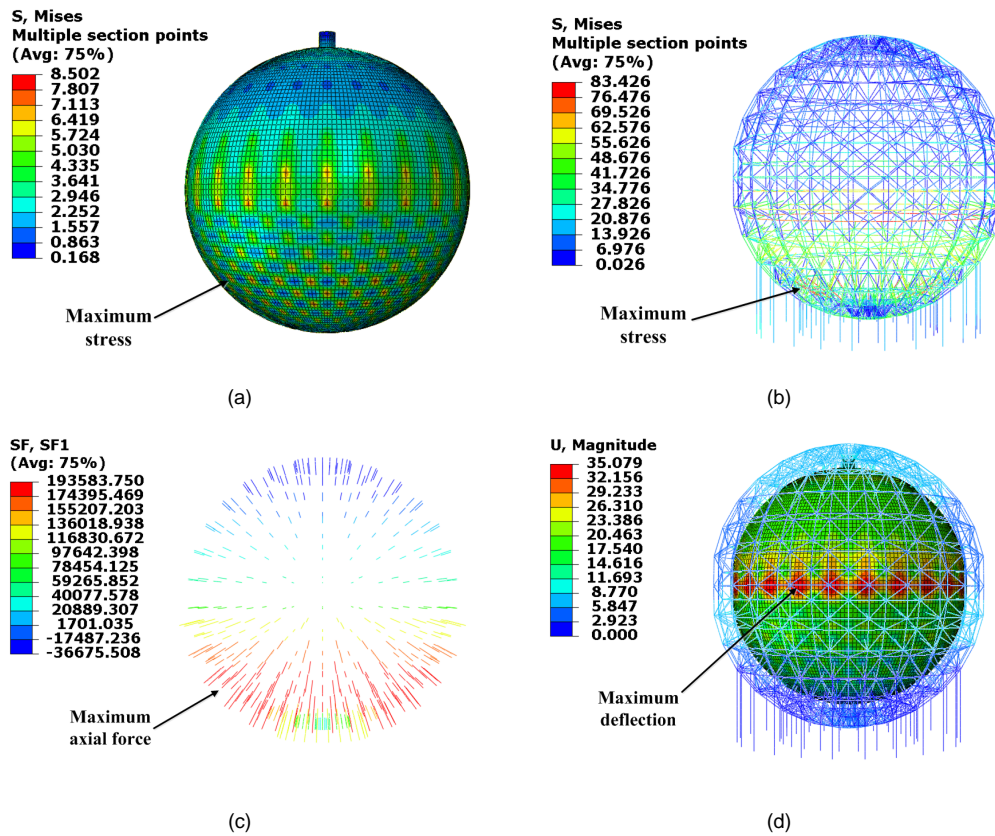 S, Mises
Multiple section points
(Avg: 75%)
8.502
7.807
7.113
6.419
5.724
5.030
4.335
3.641
2.946
2.252
1.557
0.863
0.168
Maximum
stress
(a)
S, Mises
Multiple section points
(Avg: 75%)
83.426
76.476
69.526
62.576
55.626
48.676
41.726
34.776
27.826
20.876
13.926
6.976
0.026
Maximum
stress
(b)
SF, SF1
(Avg: 75%)
193583.750
174395.469
155207.203
136018.938
116830.672
97642.398
78454.125
59265.852
40077.578
20889.307
1701.035
-17487.236
-36675.508
Maximum
axial force
(c)
U, Magnitude
35.079
32.156
29.233
26.310
23.386
20.463
17.540
14.616
11.693
8.770
5.847
2.923
0.000
Maximum
deflection
(d)